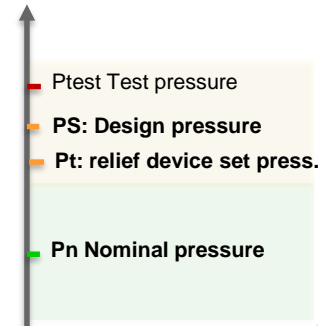 Ptest Test pressure
PS: Design pressure
Pt: relief device set press.
Pn Nominal pressure